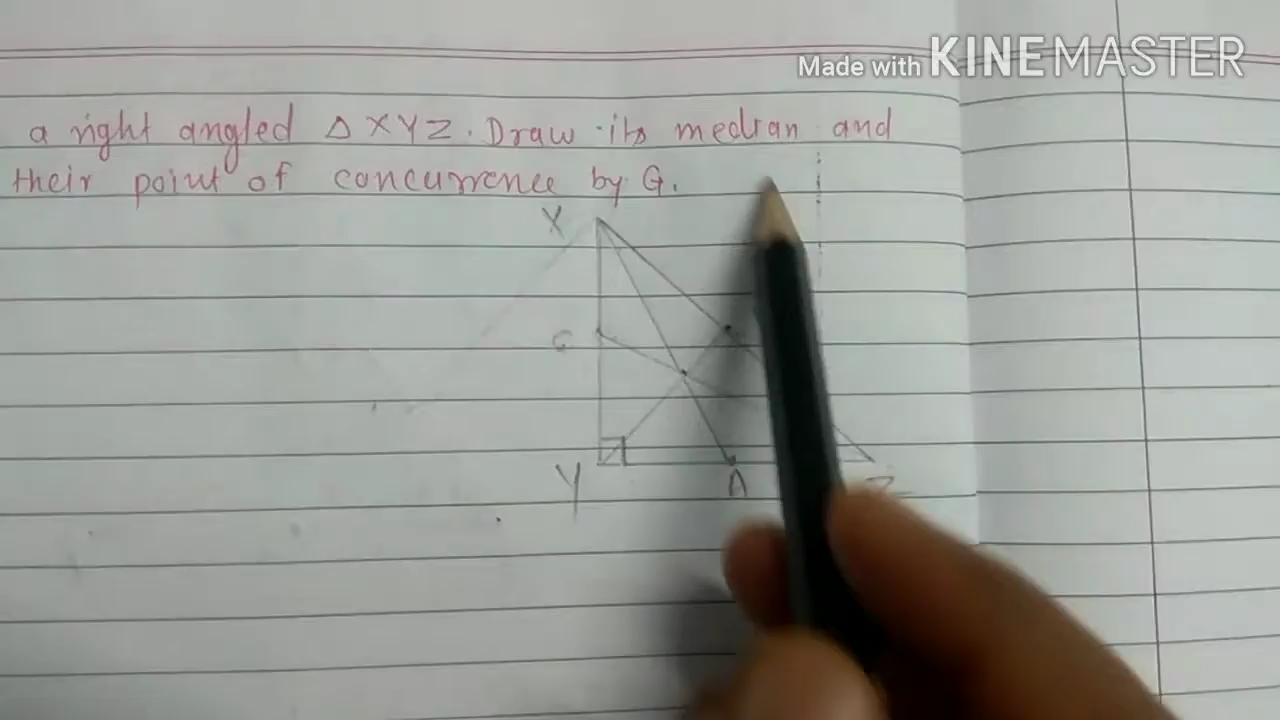 Made with KINEMASTER
a right angled Δ XYZ. Draw its median and
their point of concurrence by G.
X
C
Y
A
Z